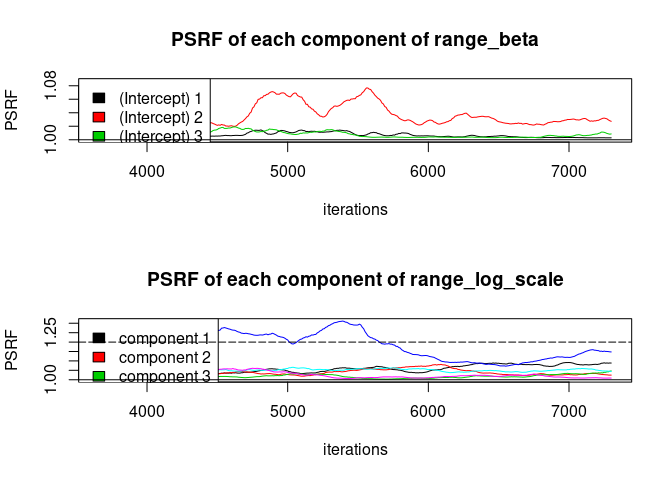 PSRF of each component of range_beta
PSRF
1.08
1.00
(Intercept) 1
(Intercept) 2
(Intercept) 3
4000 5000 6000 7000
iterations
PSRF of each component of range_log_scale
PSRF
1.25
1.00
component 1
component 2
component 3
4000 5000 6000 7000
iterations